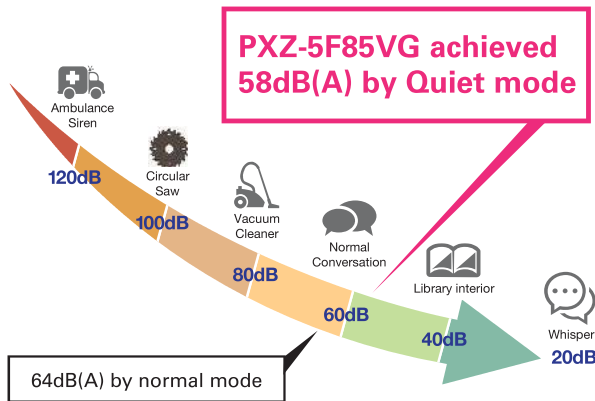 PXZ-5F85VG achieved
58dB(A) by Quiet mode
Ambulance
Siren
120dB
Circular
Saw
100dB
Vacuum
Cleaner
80dB
Normal
Conversation
60dB
Library interior
40dB
Whisper
20dB
64dB(A) by normal mode